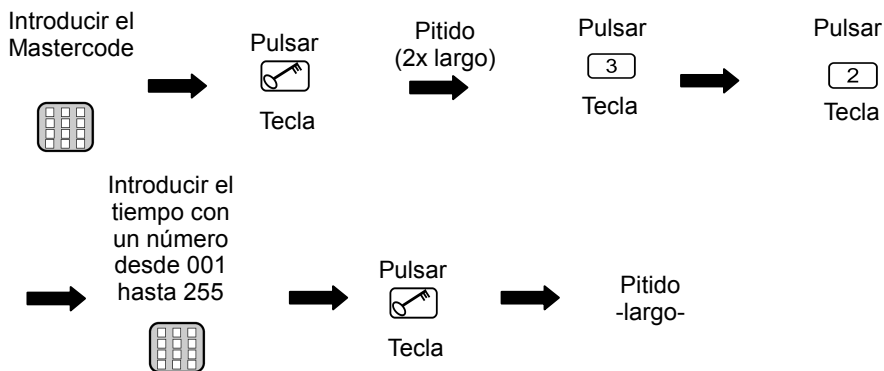 Introducir el
Mastercode
Pulsar
Tecla
Pitido
(2x largo)
Pulsar
3
Tecla
Pulsar
2
Tecla
Introducir el
tiempo con
un número
desde 001
hasta 255
Pulsar
Tecla
Pitido
-largo-